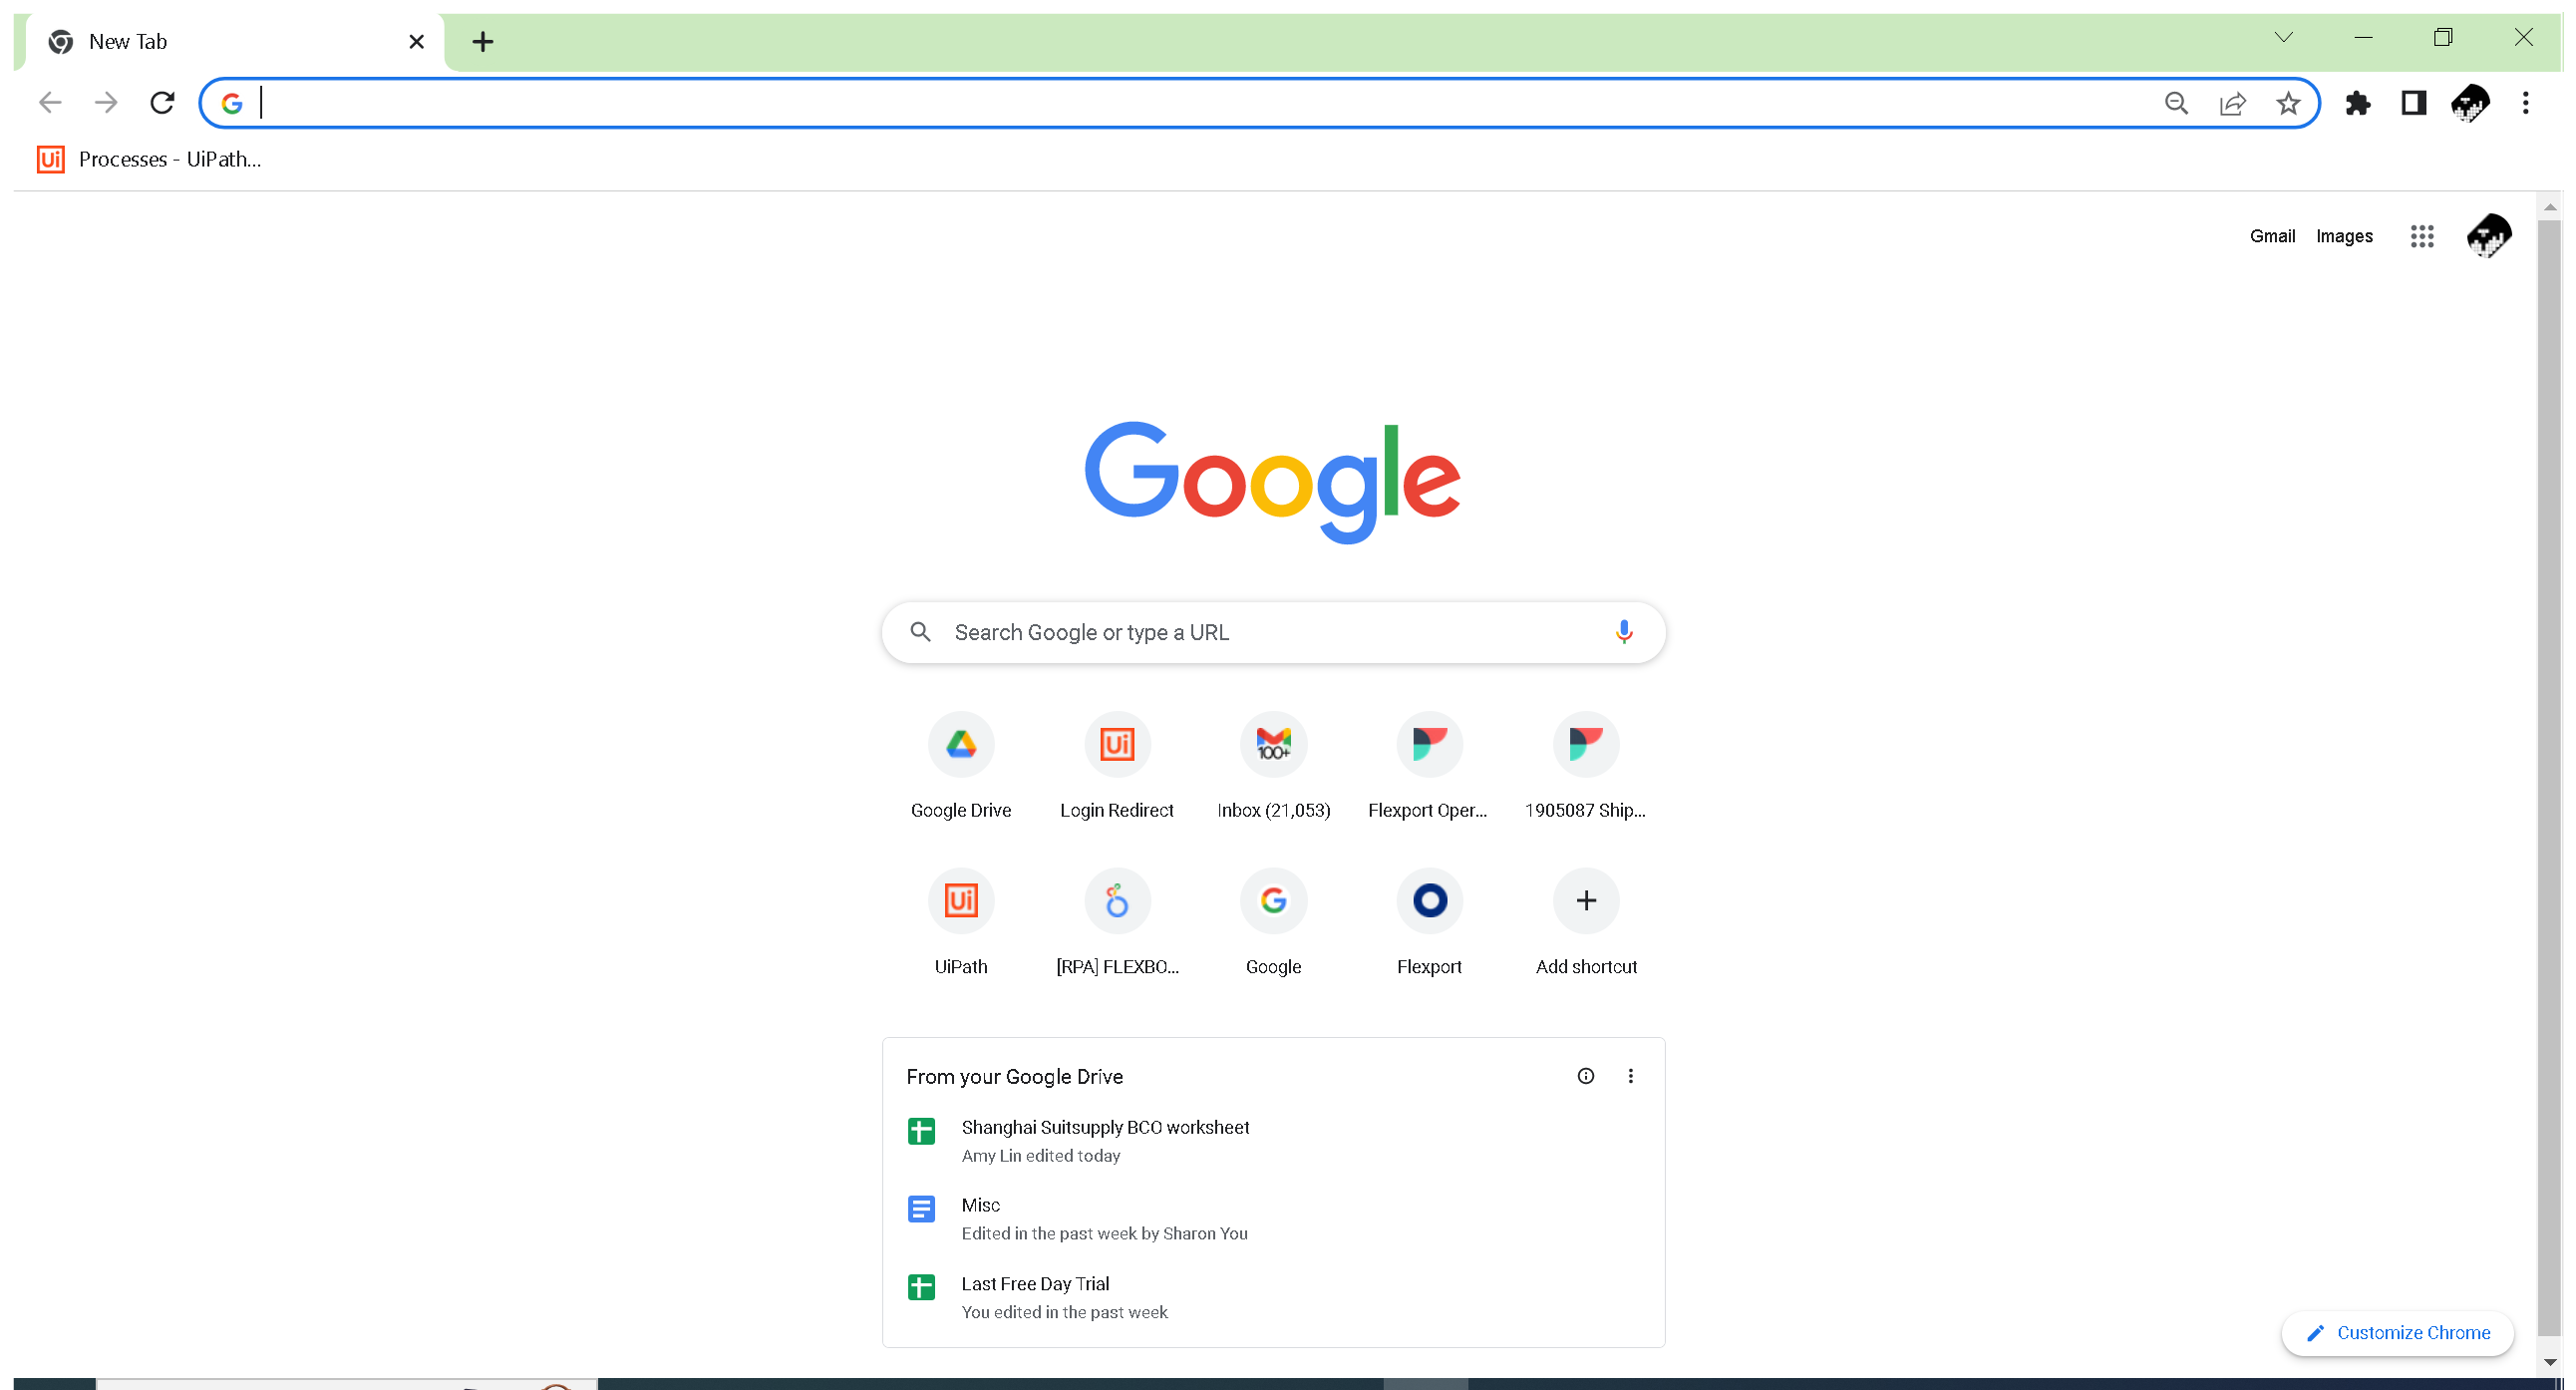 New Tab
Processes - UiPath...
Gmail Images
Google
Search Google or type a URL
Google Drive
Login Redirect
100+
Inbox (21,053)
Flexport Oper...
1905087 Ship...
UiPath
[RPA] FLEXBO...
Google
Flexport
Add shortcut
From your Google Drive
Shanghai Suitsupply BCO worksheet
Amy Lin edited today
Misc
Edited in the past week by Sharon You
Last Free Day Trial
You edited in the past week
Customize Chrome